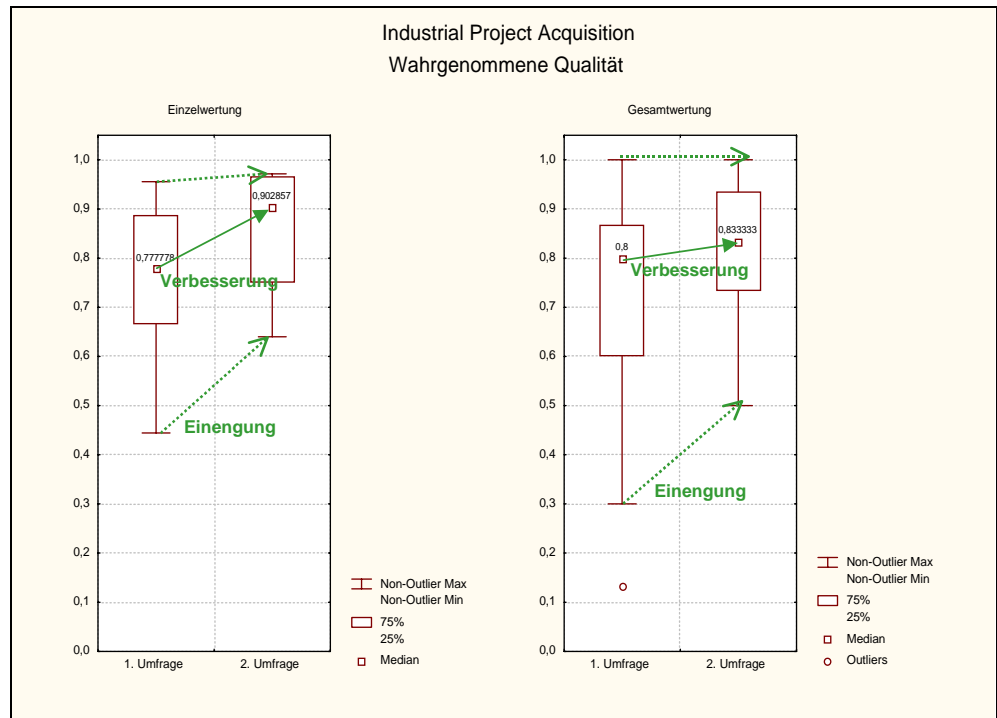 Industrial Project Acquisition
Wahrgenommene Qualität
Einzelwertung
1,0
0,9
0,8
0,7
0,6
0,5
0,4
0,3
0,2
0,1
0,0
0,777778
0,902857
Verbesserung
Einengung
1. Umfrage
2. Umfrage
Non-Outlier Max
Non-Outlier Min
75%
25%
Median
Gesamtwertung
1,0
0,9
0,8
0,7
0,6
0,5
0,4
0,3
0,2
0,1
0,0
0,8
0,833333
Verbesserung
Einengung
1. Umfrage
2. Umfrage
Non-Outlier Max
Non-Outlier Min
75%
25%
Median
Outliers